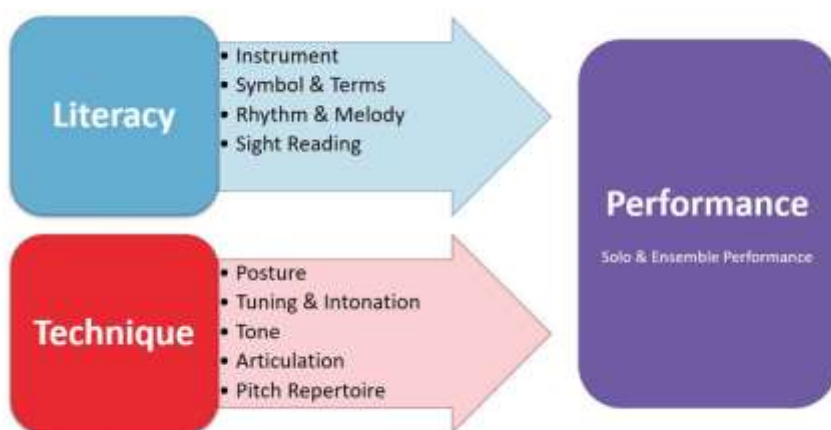 Literacy
• Instrument
• Symbol & Terms
• Rhythm & Melody
• Sight Reading
Technique
• Posture
• Tuning & Intonation
• Tone
• Articulation
• Pitch Repertoire
Performance
Solo & Ensemble Performance